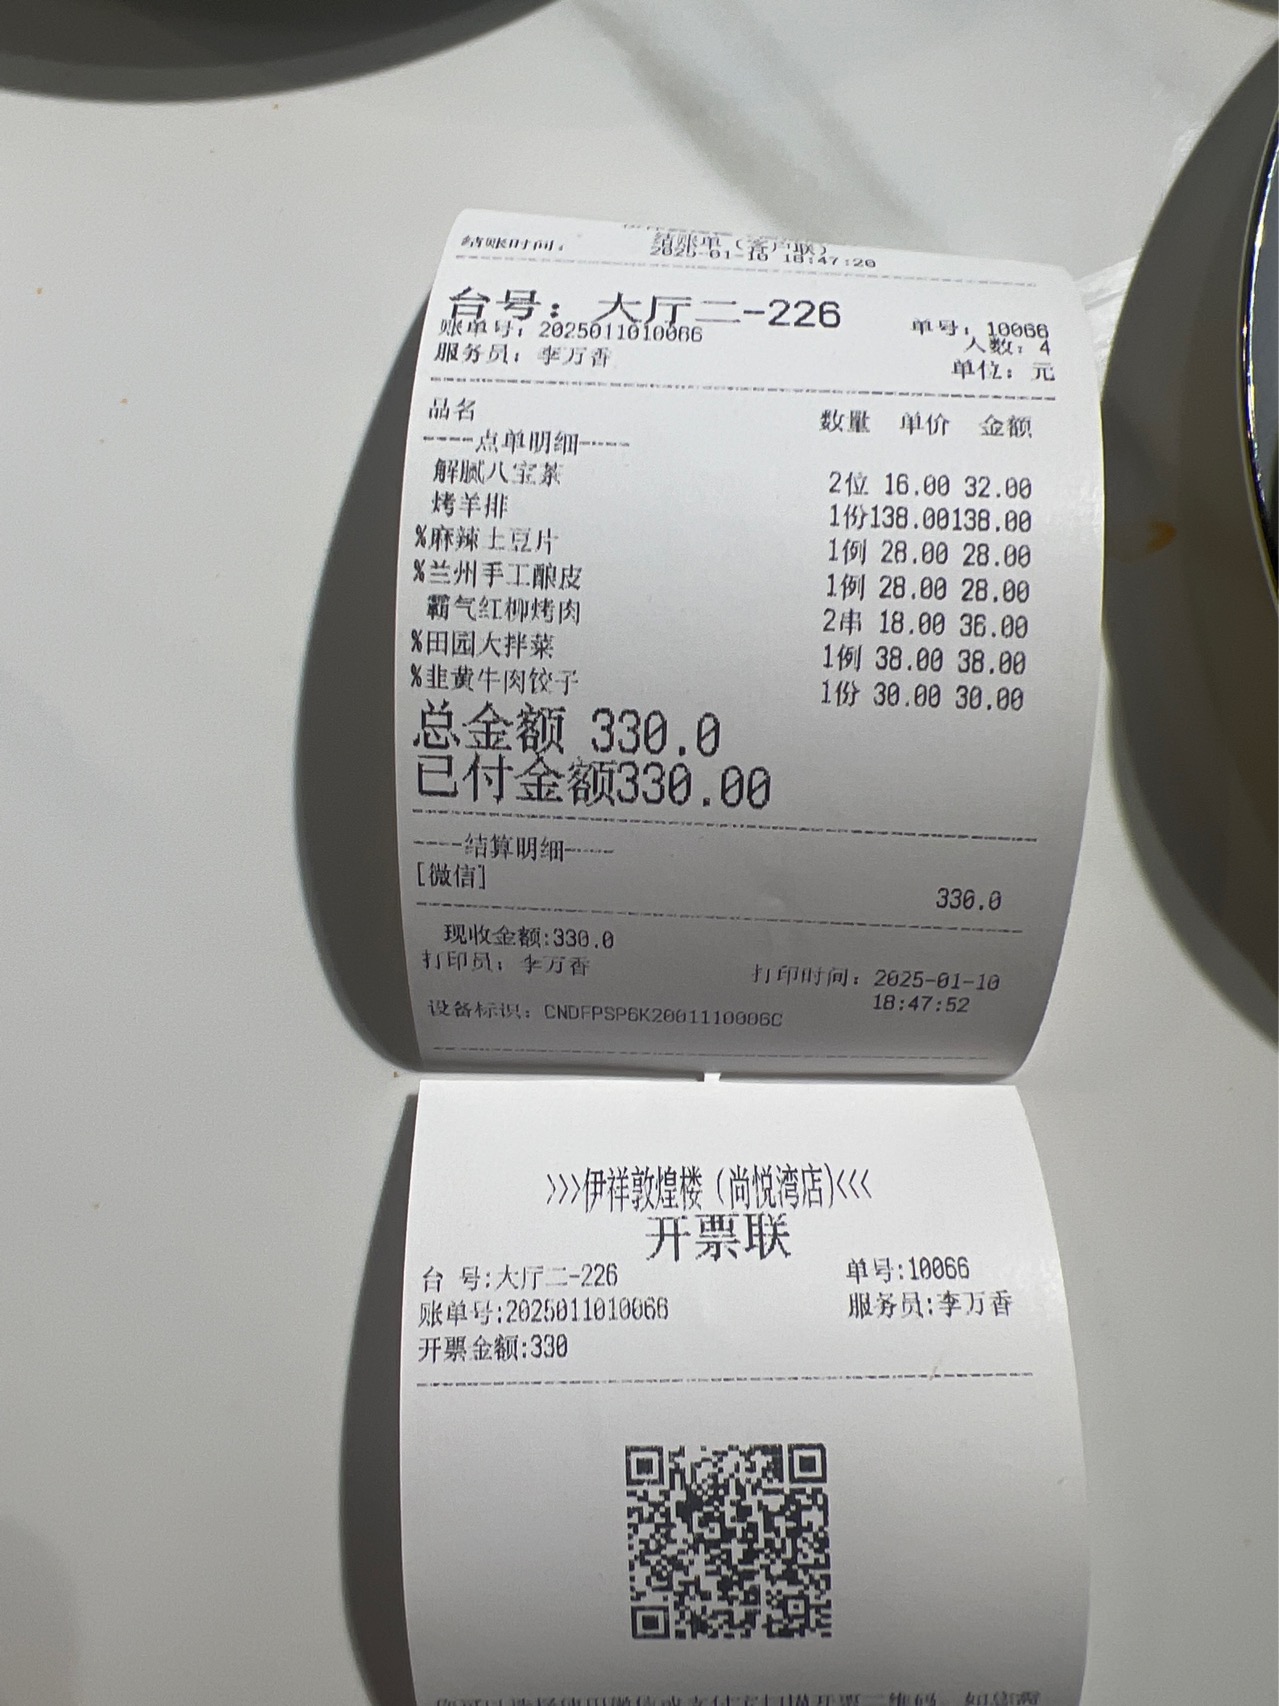 结账单（客户联）
结账时间： 2025-01-10 18:47:20
台号：大厅二-226
单号：10066
账单号：2025011010066
人数：4
服务员：李万香
单位：元
品名 数量 单价 金额
----点单明细----
解腻八宝茶 2位 16.00 32.00
烤羊排 1份138.00138.00
%麻辣土豆片 1例 28.00 28.00
%兰州手工酿皮 1例 28.00 28.00
霸气红柳烤肉 2串 18.00 36.00
%田园大拌菜 1例 38.00 38.00
%韭黄牛肉饺子 1份 30.00 30.00
总金额 330.0
已付金额330.00
----结算明细----
[微信] 330.0
现收金额:330.0
打印员：李万香 打印时间：2025-01-10
18:47:52
设备标识：CNDFPSP6K2001110006C
>>>伊祥敦煌楼（尚悦湾店)<<<
开票联
台 号:大厅二-226 单号:10066
账单号:2025011010066 服务员:李万香
开票金额:330